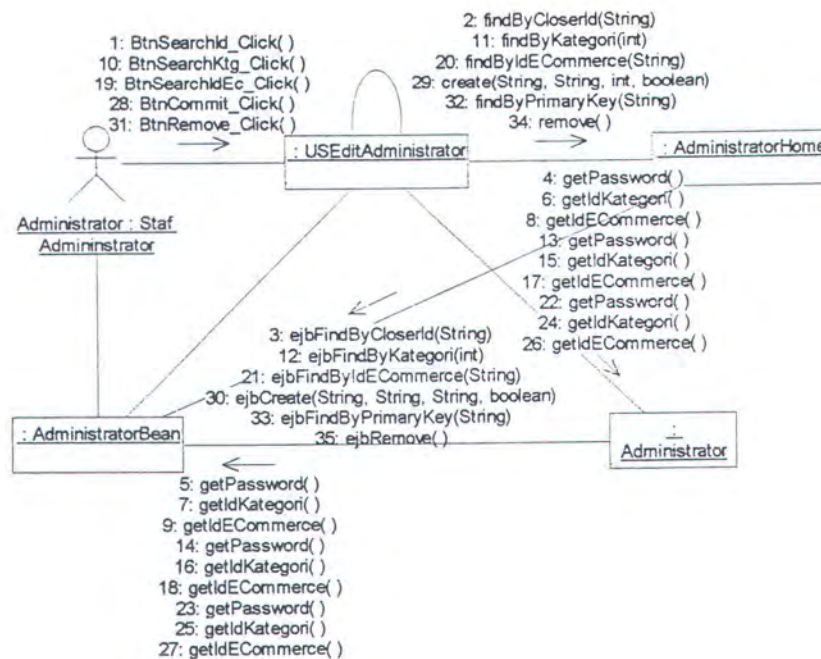 1: BtnSearchId_Click( )
10: BtnSearchKtg_Click( )
19: BtnSearchIdEc_Click( )
28: BtnCommit_Click( )
31: BtnRemove_Click( )
2: findByCloserId(String)
11: findByKategori(int)
20: findByIdECommerce(String)
29: create(String, String, int, boolean)
32: findByPrimaryKey(String)
34: remove( )
: USEditAdministrator
: AdministratorHome
Administrator : Staf
Admininstrator
4: getPassword( )
6: getIdKategori( )
8: getIdECommerce( )
13: getPassword( )
15: getIdKategori( )
17: getIdECommerce( )
22: getPassword( )
24: getIdKategori( )
26: getIdECommerce( )
3: ejbFindByCloserId(String)
12: ejbFindByKategori(int)
21: ejbFindByIdECommerce(String)
30: ejbCreate(String, String, String, boolean)
33: ejbFindByPrimaryKey(String)
35: ejbRemove( )
: AdministratorBean
:
Administrator
5: getPassword( )
7: getIdKategori( )
9: getIdECommerce( )
14: getPassword( )
16: getIdKategori( )
18: getIdECommerce( )
23: getPassword( )
25: getIdKategori( )
27: getIdECommerce( )